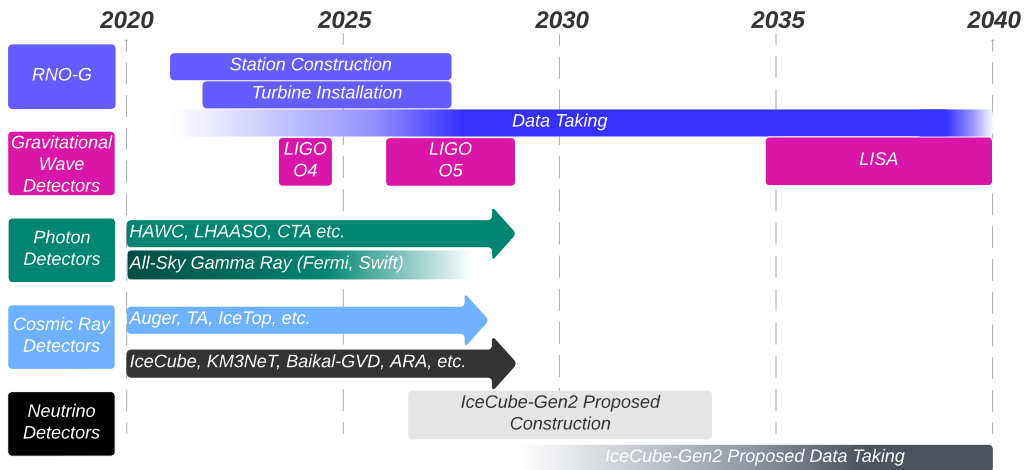 2020 2025 2030 2035 2040
RNO-G
Station Construction
Turbine Installation
Data Taking
Gravitational
Wave
Detectors
LIGO
O4
LIGO
O5
LISA
Photon
Detectors
HAWC, LHAASO, CTA etc.
All-Sky Gamma Ray (Fermi, Swift)
Cosmic Ray
Detectors
Auger, TA, IceTop, etc.
IceCube, KM3NeT, Baikal-GVD, ARA, etc.
Neutrino
Detectors
IceCube-Gen2 Proposed
Construction
IceCube-Gen2 Proposed Data Taking